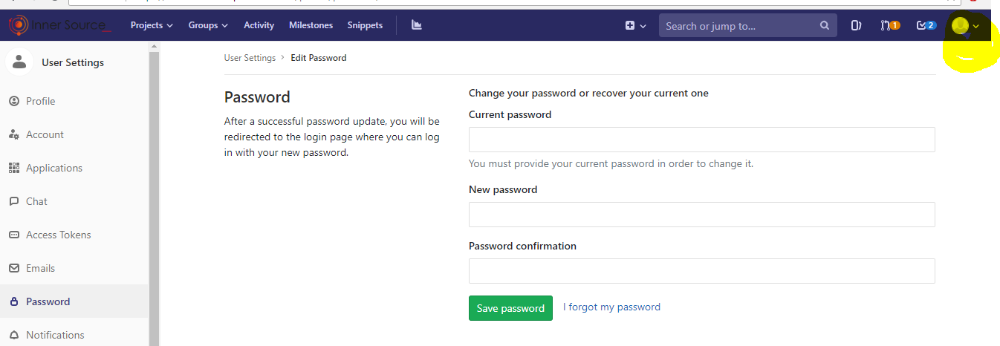 Inner Source_
Projects
Groups
Activity
Milestones
Snippets
Search or jump to...
1
2
User Settings
User Settings > Edit Password
Profile
Account
Applications
Chat
Access Tokens
Emails
Password
Notifications
Password
After a successful password update, you will be
redirected to the login page where you can log
in with your new password.
Change your password or recover your current one
Current password
You must provide your current password in order to change it.
New password
Password confirmation
Save password
I forgot my password